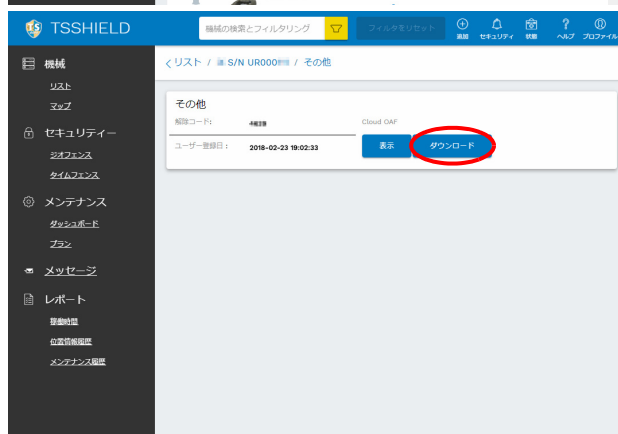 TSSHIELD
機械の検索とフィルタリング
フィルタをリセット
追加
セキュリティ
状態
?
ヘルプ
プロファイル
機械
リスト
マップ
セキュリティー
ジオフェンス
タイムフェンス
メンテナンス
ダッシュボード
プラン
メッセージ
レポート
稼働時間
位置情報履歴
メンテナンス履歴
< リスト / S/N UR000 / その他
その他
解除コード:
Cloud OAF
ユーザー登録日: 2018-02-23 19:02:33
表示
ダウンロード